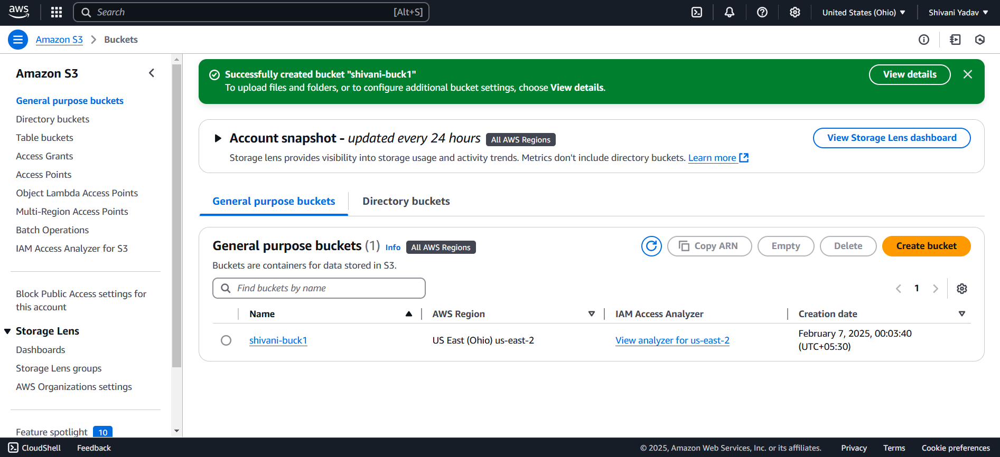 aws
Search
[Alt+S]
United States (Ohio)
Shivani Yadav
Amazon S3
Buckets
Amazon S3
General purpose buckets
Directory buckets
Table buckets
Access Grants
Access Points
Object Lambda Access Points
Multi-Region Access Points
Batch Operations
IAM Access Analyzer for S3
Block Public Access settings for
this account
Storage Lens
Dashboards
Storage Lens groups
AWS Organizations settings
Feature spotlight 10
Successfully created bucket "shivani-buck1"
To upload files and folders, or to configure additional bucket settings, choose View details.
View details
Account snapshot - updated every 24 hours All AWS Regions
Storage lens provides visibility into storage usage and activity trends. Metrics don't include directory buckets. Learn more
View Storage Lens dashboard
General purpose buckets
Directory buckets
General purpose buckets (1) Info All AWS Regions
Buckets are containers for data stored in S3.
Copy ARN
Empty
Delete
Create bucket
Find buckets by name
1
Name
AWS Region
IAM Access Analyzer
Creation date
shivani-buck1
US East (Ohio) us-east-2
View analyzer for us-east-2
February 7, 2025, 00:03:40
(UTC+05:30)
CloudShell
Feedback
© 2025, Amazon Web Services, Inc. or its affiliates.
Privacy
Terms
Cookie preferences